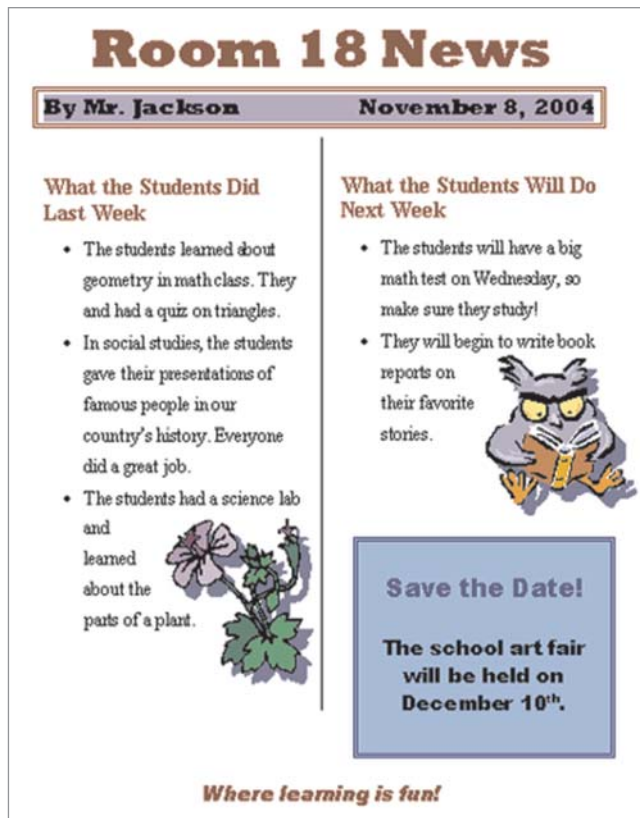 Room 18 News
By Mr. Jackson November 8, 2004
What the Students Did
Last Week
• The students learned about
geometry in math class. They
and had a quiz on triangles.
• In social studies, the students
gave their presentations of
famous people in our
country's history. Everyone
did a great job.
• The students had a science lab
and
learned
about the
parts of a plant.
What the Students Will Do
Next Week
• The students will have a big
math test on Wednesday, so
make sure they study!
• They will begin to write book
reports on
their favorite
stories.
Save the Date!
The school art fair
will be held on
December 10th.
Where learning is fun!